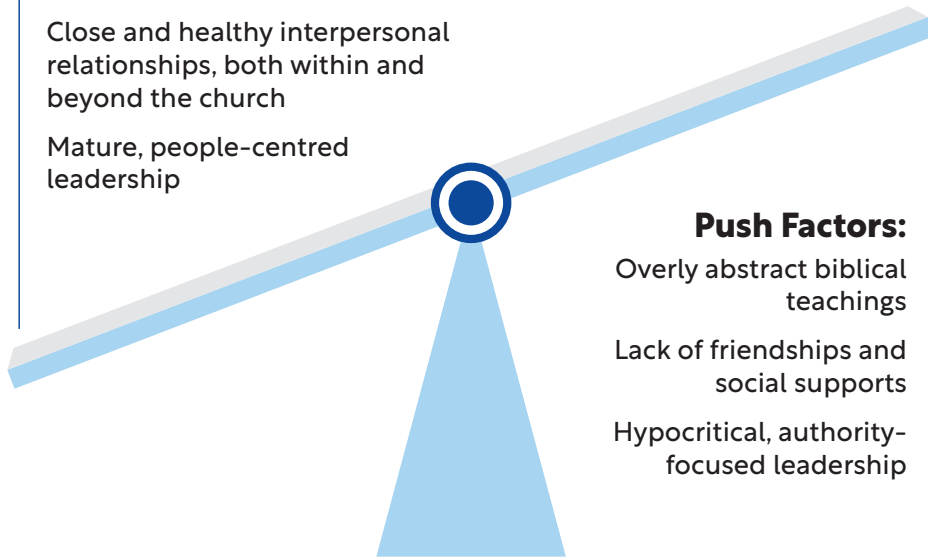 Close and healthy interpersonal
relationships, both within and
beyond the church
Mature, people-centred
leadership
Push Factors:
Overly abstract biblical
teachings
Lack of friendships and
social supports
Hypocritical, authority-
focused leadership